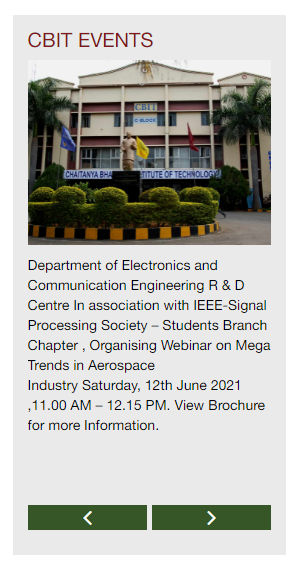 CBIT EVENTS
CBIT
C-BLOCK
CHAITANYA BHA
TITUTE OF TECHNOLOGY
Department of Electronics and
Communication Engineering R & D
Centre In association with IEEE-Signal
Processing Society – Students Branch
Chapter , Organising Webinar on Mega
Trends in Aerospace
Industry Saturday, 12th June 2021
,11.00 AM – 12.15 PM. View Brochure
for more Information.